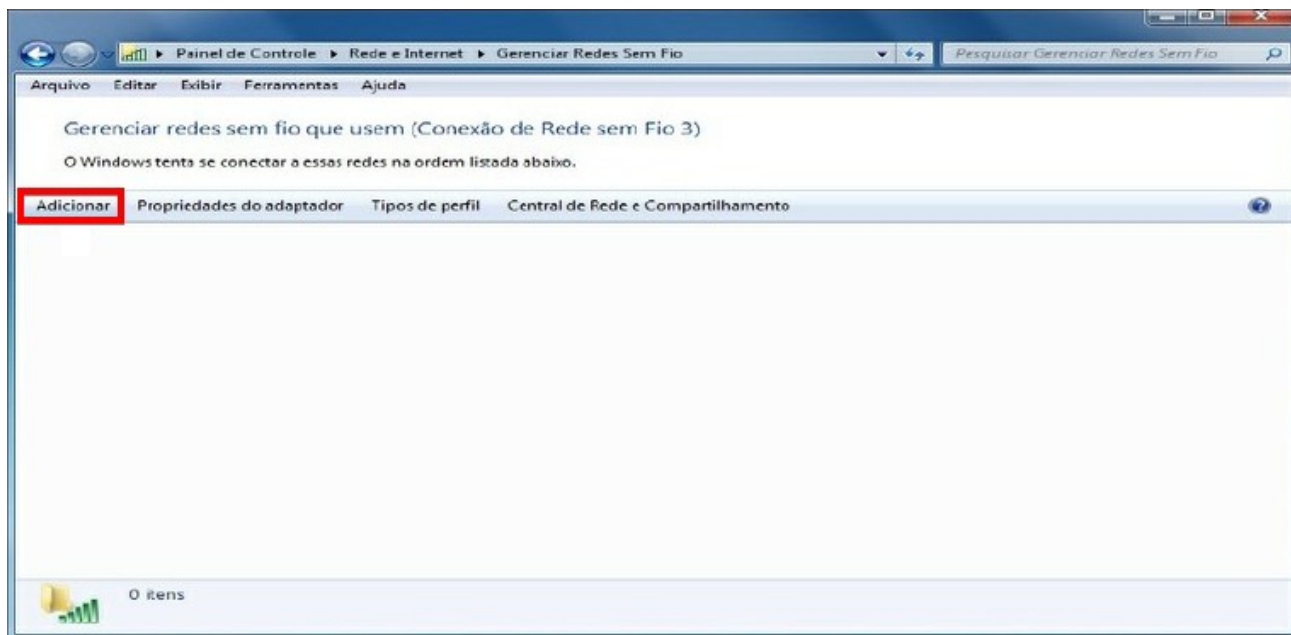 Painel de Controle ▸ Rede e Internet ▸ Gerenciar Redes Sem Fio
Pesquisar Gerenciar Redes Sem Fio
Arquivo Editar Exibir Ferramentas Ajuda
Gerenciar redes sem fio que usem (Conexão de Rede sem Fio 3)
O Windows tenta se conectar a essas redes na ordem listada abaixo.
Adicionar Propriedades do adaptador Tipos de perfil Central de Rede e Compartilhamento
0 itens